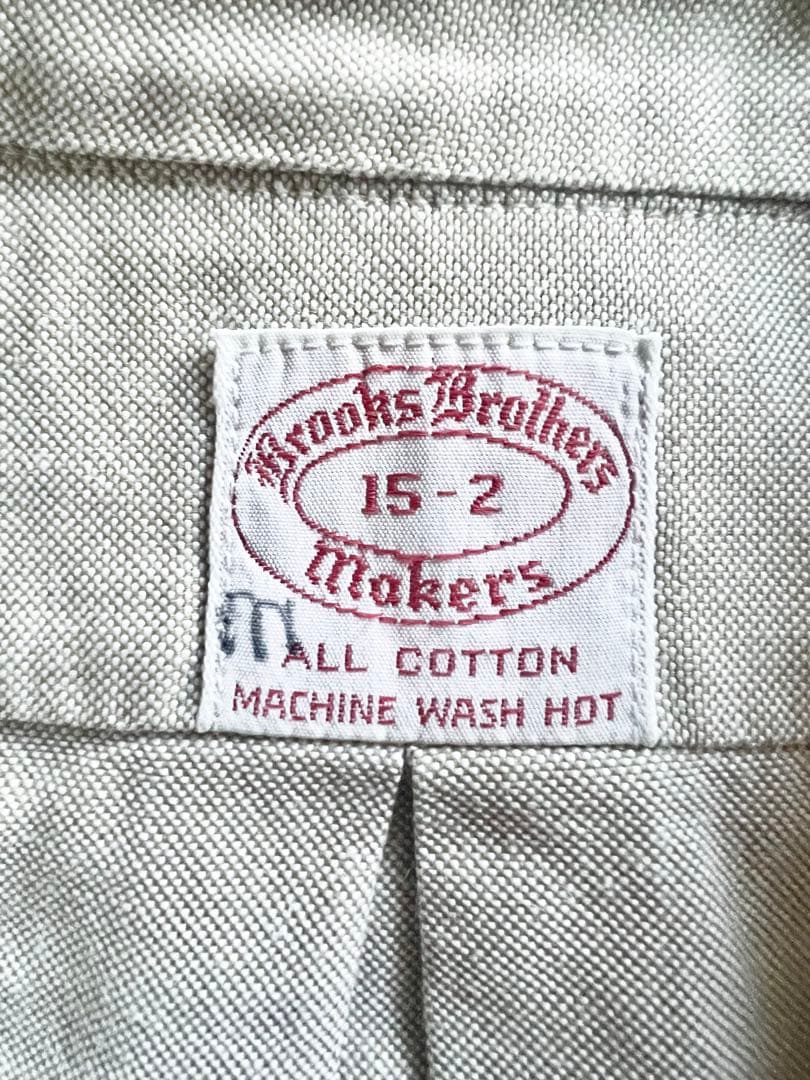 Brooks Brothers
15-2
Makers
M
ALL COTTON
MACHINE WASH HOT